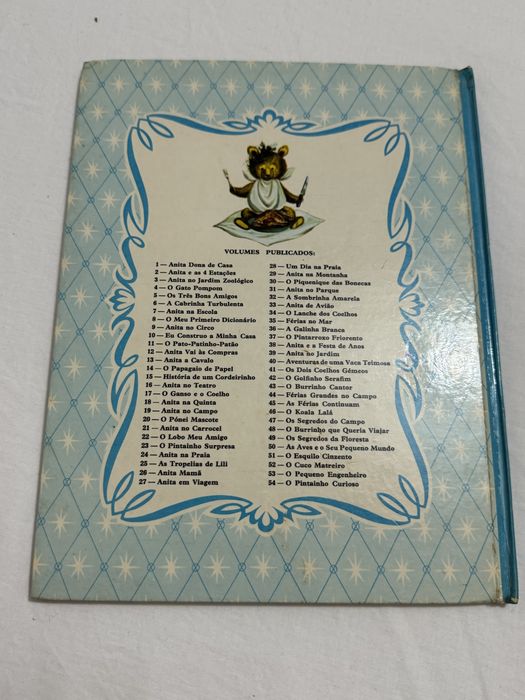 VOLUMES PUBLICADOS:
1 — Anita Dona de Casa
2 — Anita e as 4 Estações
3 — Anita no Jardim Zoológico
4 — O Gato Pompom
5 — Os Três Bons Amigos
6 — A Cabrinha Turbulenta
7 — Anita na Escola
8 — O Meu Primeiro Dicionário
9 — Anita no Circo
10 — Eu Construo a Minha Casa
11 — O Pato-Patinho-Patão
12 — Anita Vai às Compras
13 — Anita a Cavalo
14 — O Papagaio de Papel
15 — História de um Cordeirinho
16 — Anita no Teatro
17 — O Ganso e o Coelho
18 — Anita na Quinta
19 — Anita no Campo
20 — O Pónei Mascote
21 — Anita no Carrocel
22 — O Lobo Meu Amigo
23 — O Pintainho Surpresa
24 — Anita na Praia
25 — As Tropelias de Lili
26 — Anita Mamã
27 — Anita em Viagem
28 — Um Dia na Praia
29 — Anita na Montanha
30 — O Piquenique das Bonecas
31 — Anita no Parque
32 — A Sombrinha Amarela
33 — Anita de Avião
34 — O Lanche dos Coelhos
35 — Férias no Mar
36 — A Galinha Branca
37 — O Pintarroxo Friorento
38 — Anita e a Festa de Anos
39 — Anita no Jardim
40 — Aventuras de uma Vaca Teimosa
41 — Os Dois Coelhos Gémeos
42 — O Golfinho Serafim
43 — O Burrinho Cantor
44 — Férias Grandes no Campo
45 — As Férias Continuam
46 — O Koala Lalá
47 — Os Segredos do Campo
48 — O Burrinho que Queria Viajar
49 — Os Segredos da Floresta
50 — As Aves e o Seu Pequeno Mundo
51 — O Esquilo Cinzento
52 — O Cuco Matreiro
53 — O Pequeno Engenheiro
54 — O Pintainho Curioso